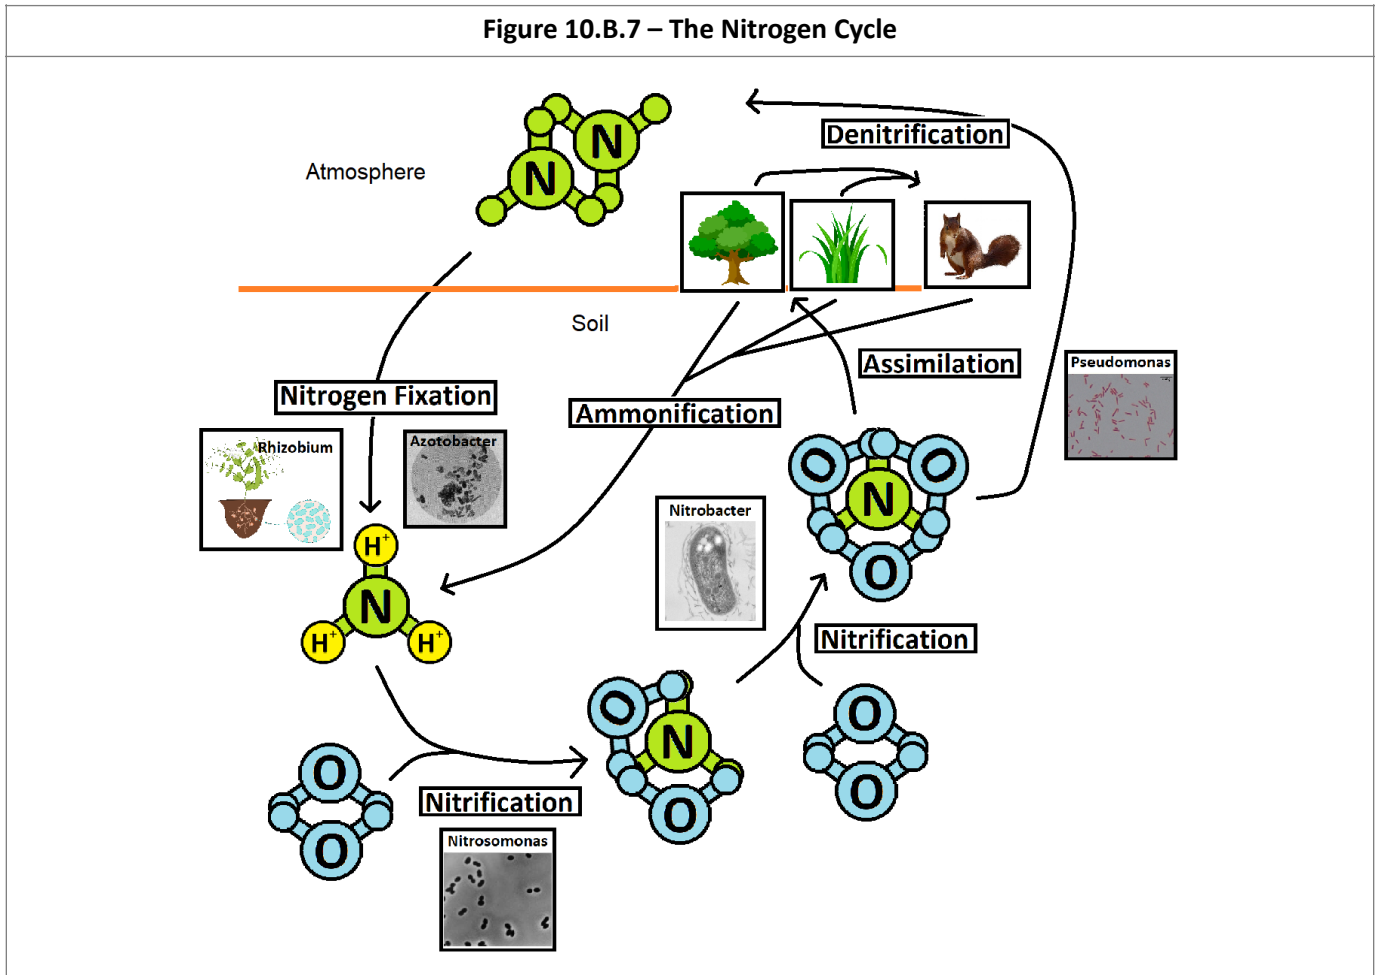 Figure 10.B.7 – The Nitrogen Cycle
Denitrification
N
N
Atmosphere
Soil
Assimilation
Pseudomonas
Nitrogen Fixation
Ammonification
Rhizobium
Azotobacter
O
O
N
O
Nitrobacter
H+
N
H+
H+
Nitrification
O
N
O
O
O
O
O
Nitrification
Nitrosomonas